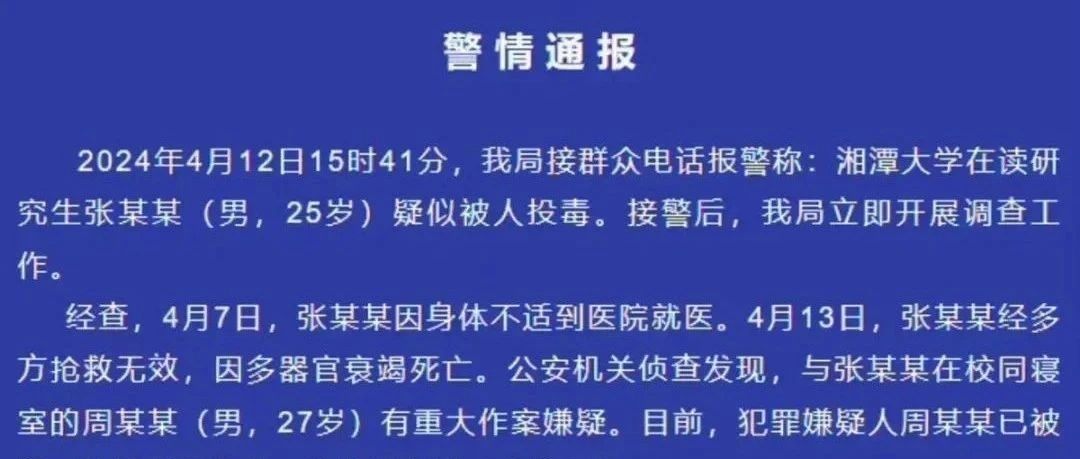 警情通报
2024年4月12日15时41分，我局接群众电话报警称：湘潭大学在读研
究生张某某（男，25岁）疑似被人投毒。接警后，我局立即开展调查工
作。
经查，4月7日，张某某因身体不适到医院就医。4月13日，张某某经多
方抢救无效，因多器官衰竭死亡。公安机关侦查发现，与张某某在校同寝
室的周某某（男，27岁）有重大作案嫌疑。目前，犯罪嫌疑人周某某已被